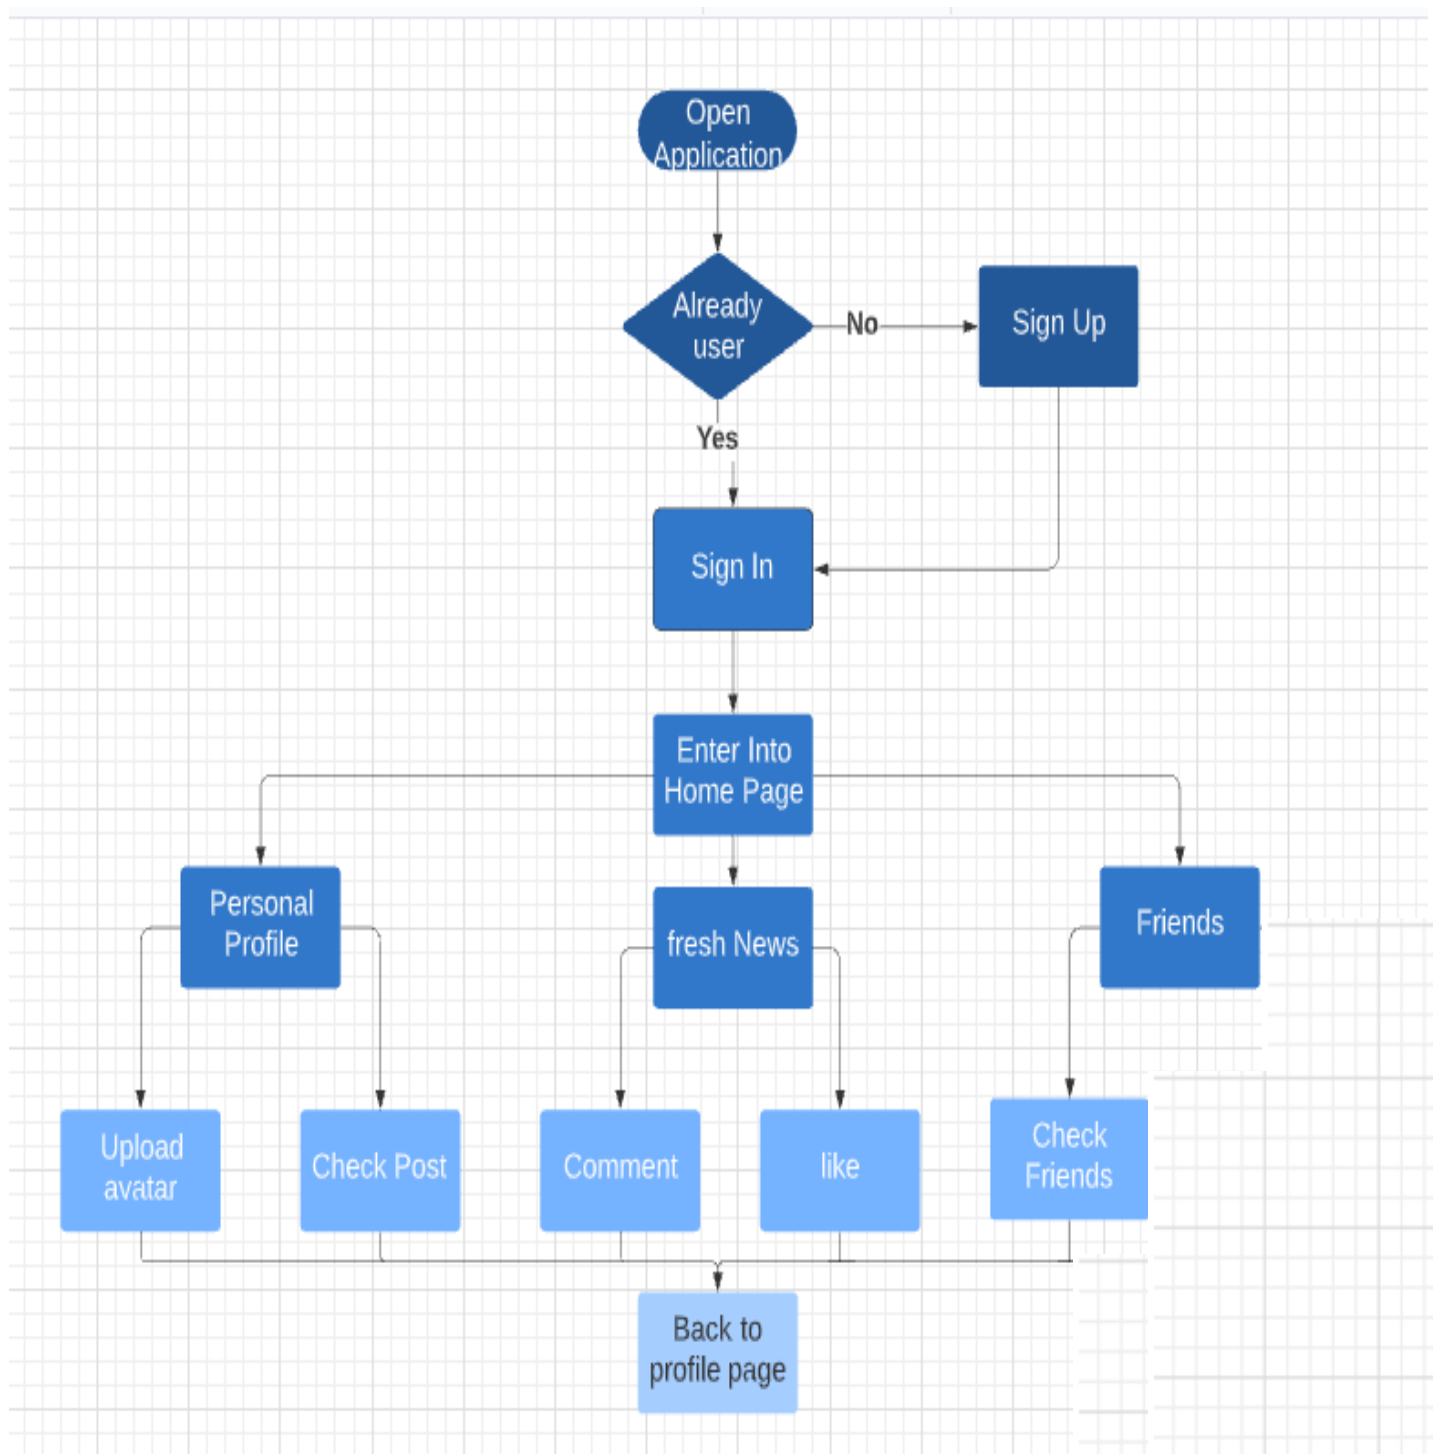 Open
Application
Already
user
No
Sign Up
Yes
Sign In
Enter Into
Home Page
Personal
Profile
fresh News
Friends
Upload
avatar
Check Post
Comment
like
Check
Friends
Back to
profile page